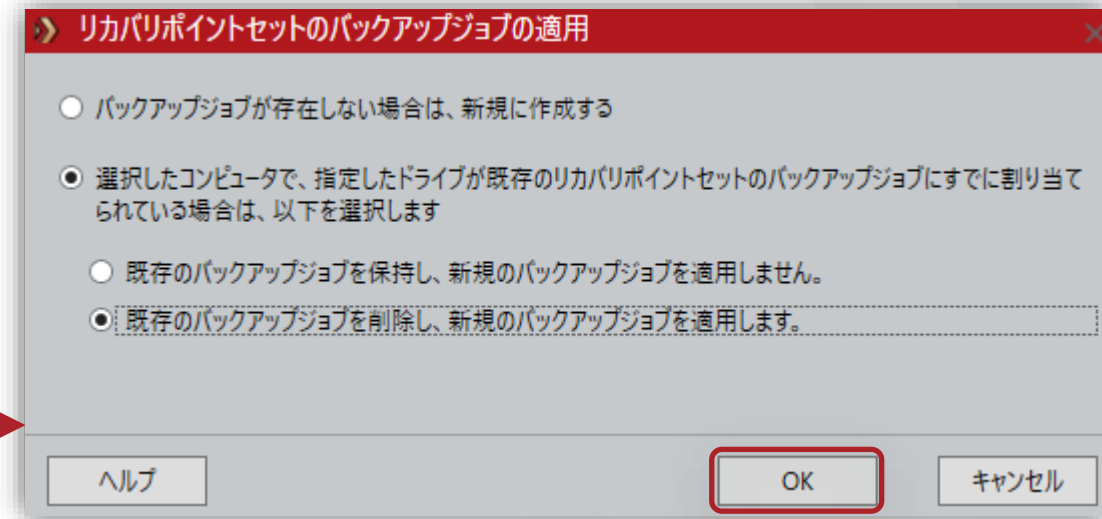 リカバリポイントセットのバックアップジョブの適用
バックアップジョブが存在しない場合は、新規に作成する
選択したコンピュータで、指定したドライブが既存のリカバリポイントセットのバックアップジョブにすでに割り当て
られている場合は、以下を選択します
既存のバックアップジョブを保持し、新規のバックアップジョブを適用しません。
既存のバックアップジョブを削除し、新規のバックアップジョブを適用します。
ヘルプ OK キャンセル